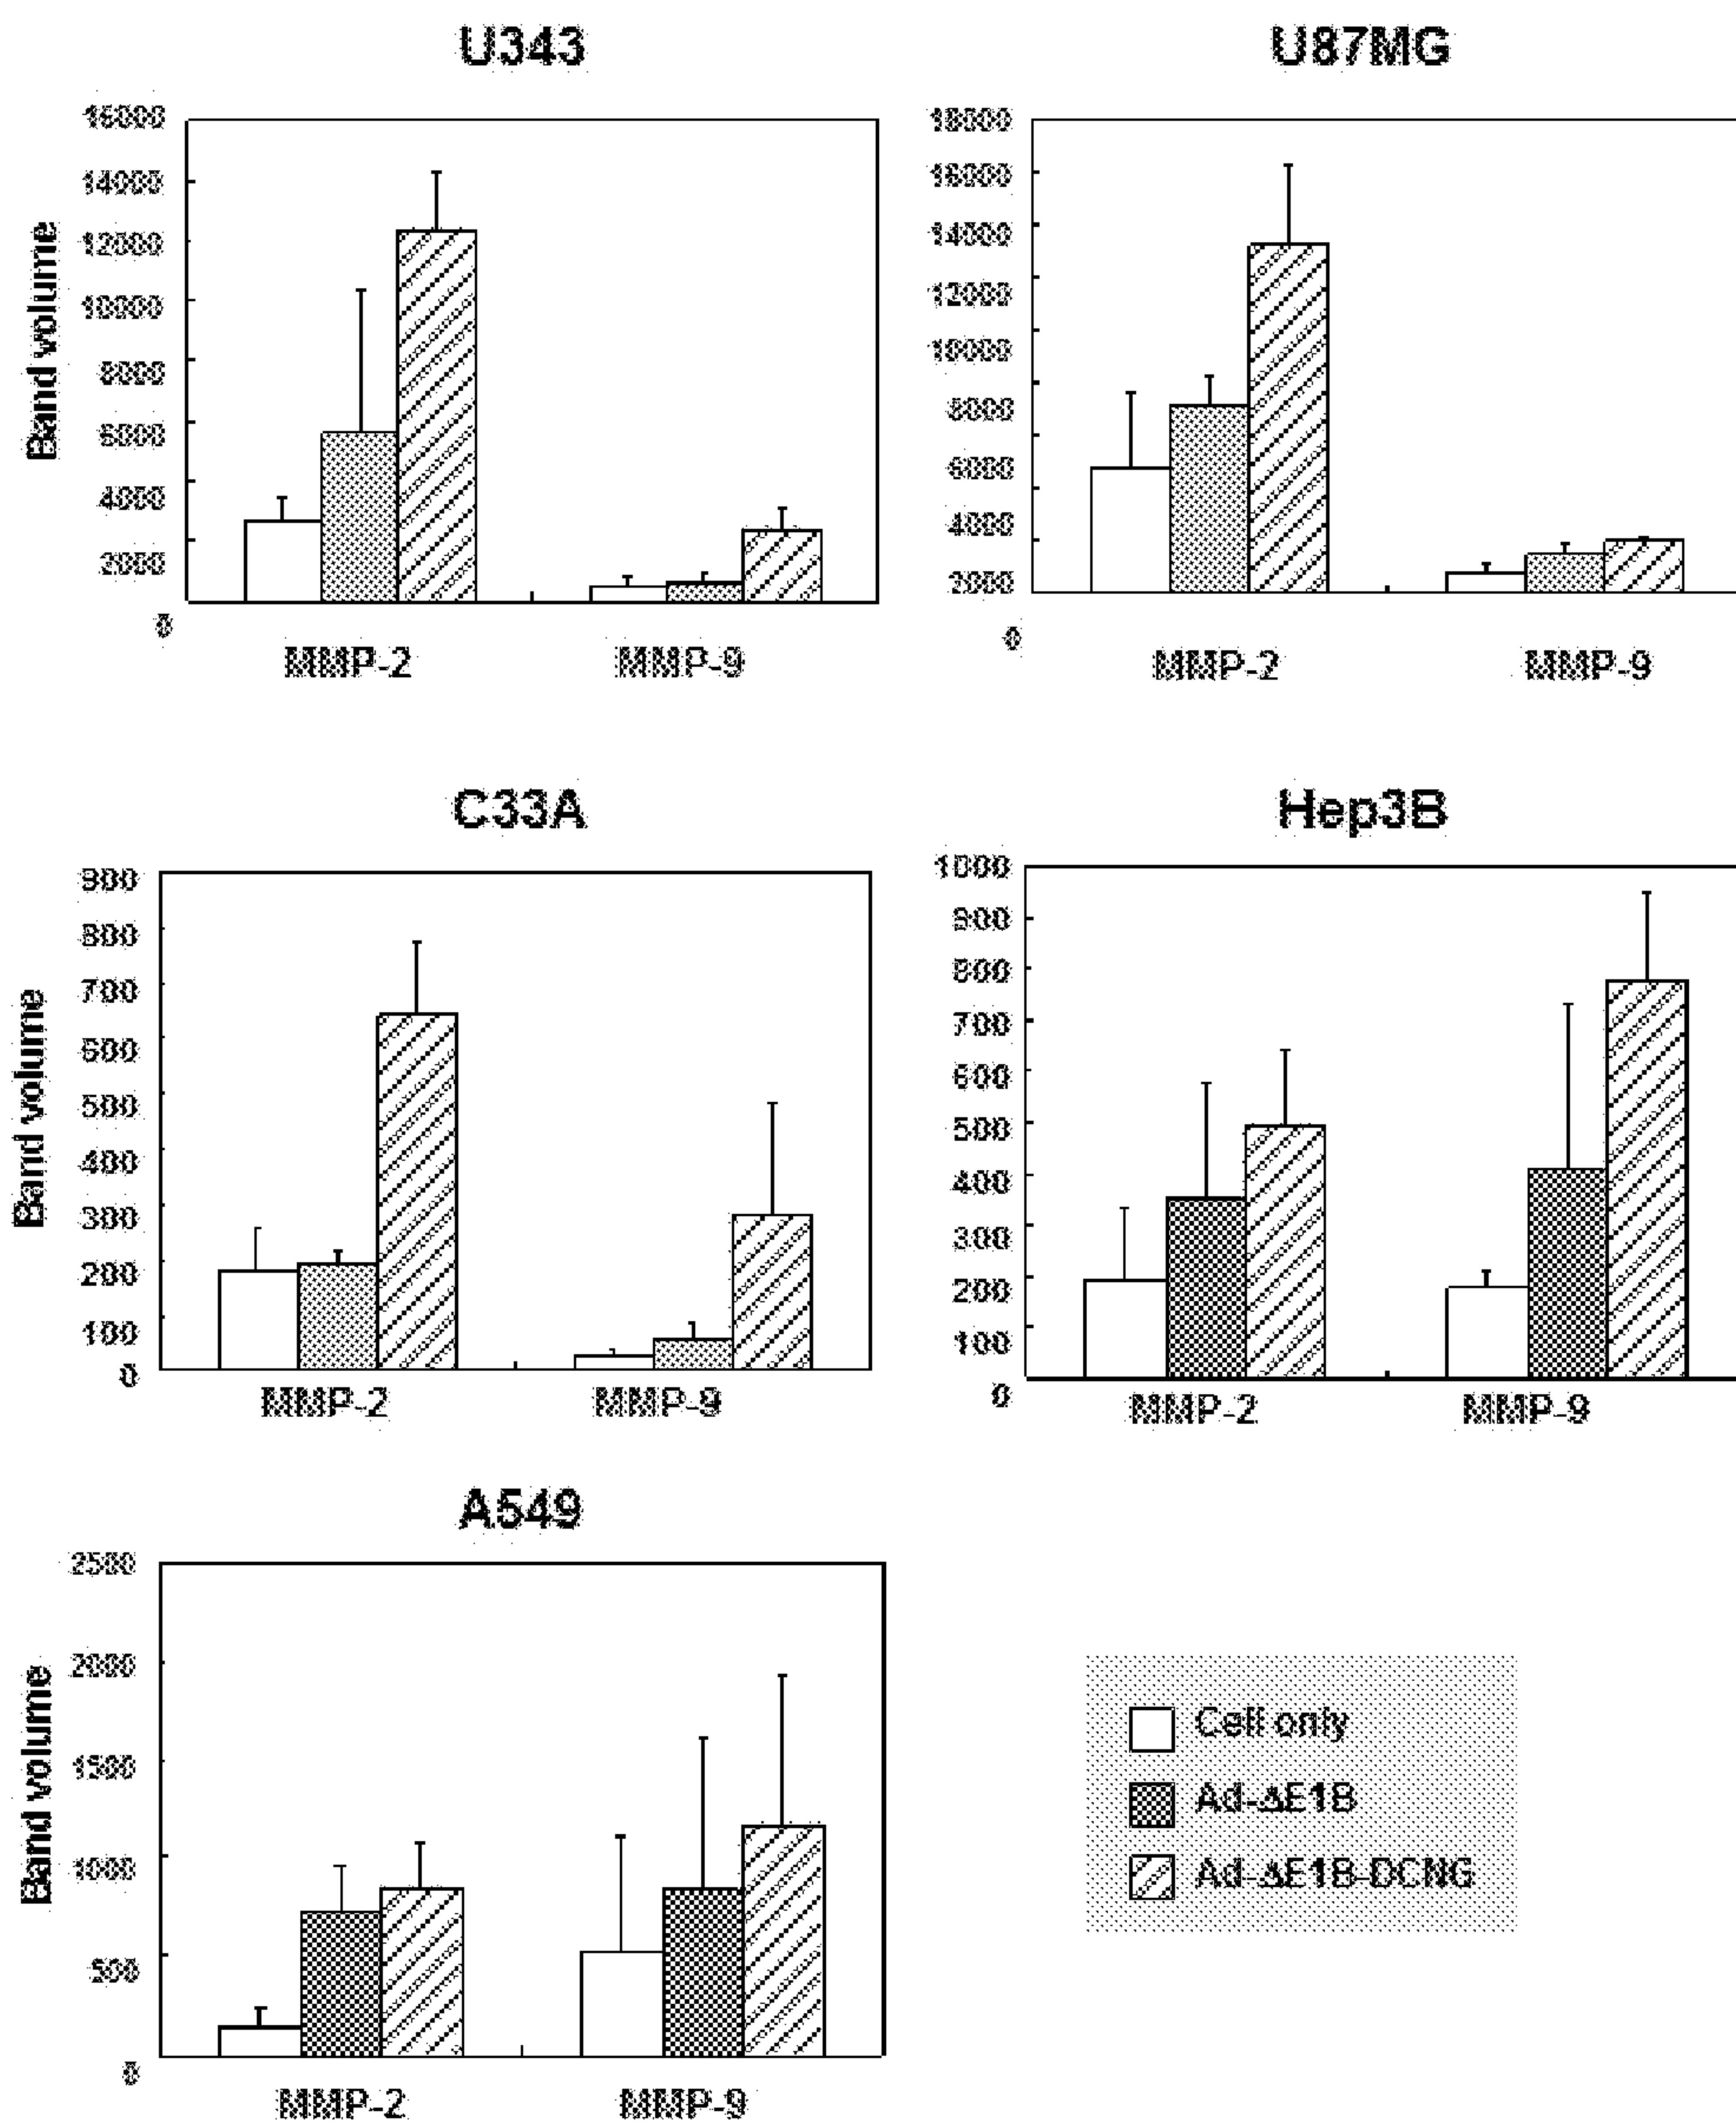 U343
Band volume
16000
14000
12000
10000
8000
6000
4000
2000
0
MMP-2
MMP-9
U87MG
18000
16000
14000
12000
10000
8000
6000
4000
2000
0
MMP-2
MMP-9
C33A
Band volume
900
800
700
600
500
400
300
200
100
0
MMP-2
MMP-9
Hep3B
1000
900
800
700
600
500
400
300
200
100
0
MMP-2
MMP-9
A549
Band volume
2500
2000
1500
1000
500
0
MMP-2
MMP-9
Cell only
Ad-ΔE1B
Ad-ΔE1B-DCNG